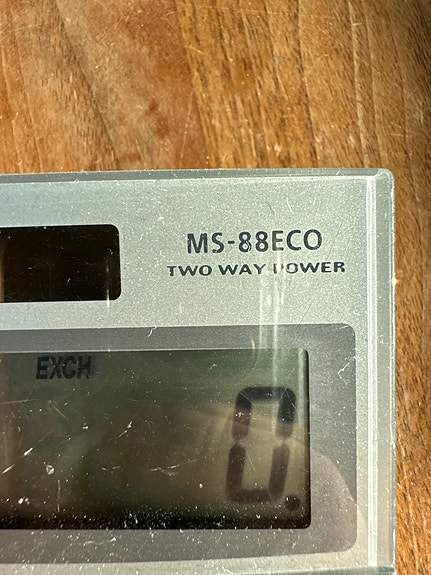 MS-88ECO
TWO WAY POWER
EXCH
0.